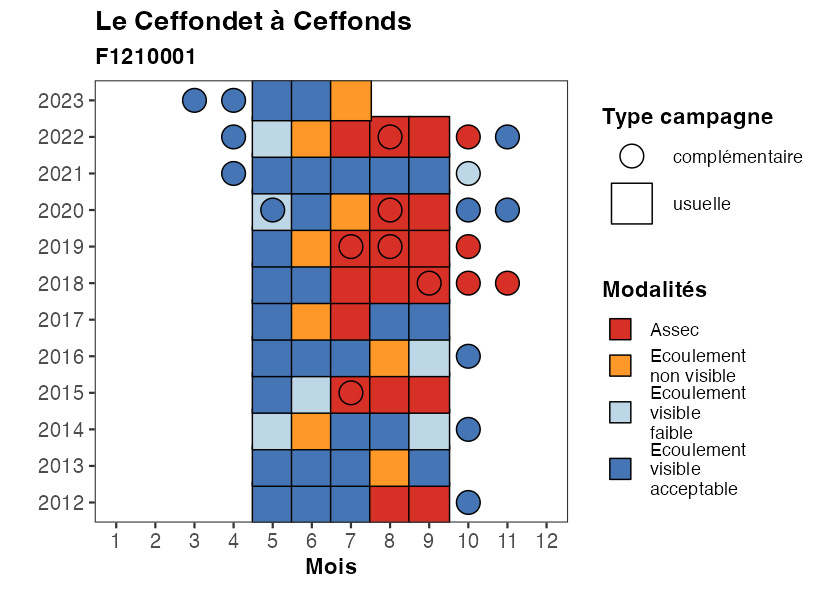 Le Ceffondet à Ceffonds
F1210001
2023
2022
2021
2020
2019
2018
2017
2016
2015
2014
2013
2012
1 2 3 4 5 6 7 8 9 10 11 12
Mois
Type campagne
complémentaire
usuelle
Modalités
Assec
Ecoulement
non visible
Ecoulement
visible
faible
Ecoulement
visible
acceptable